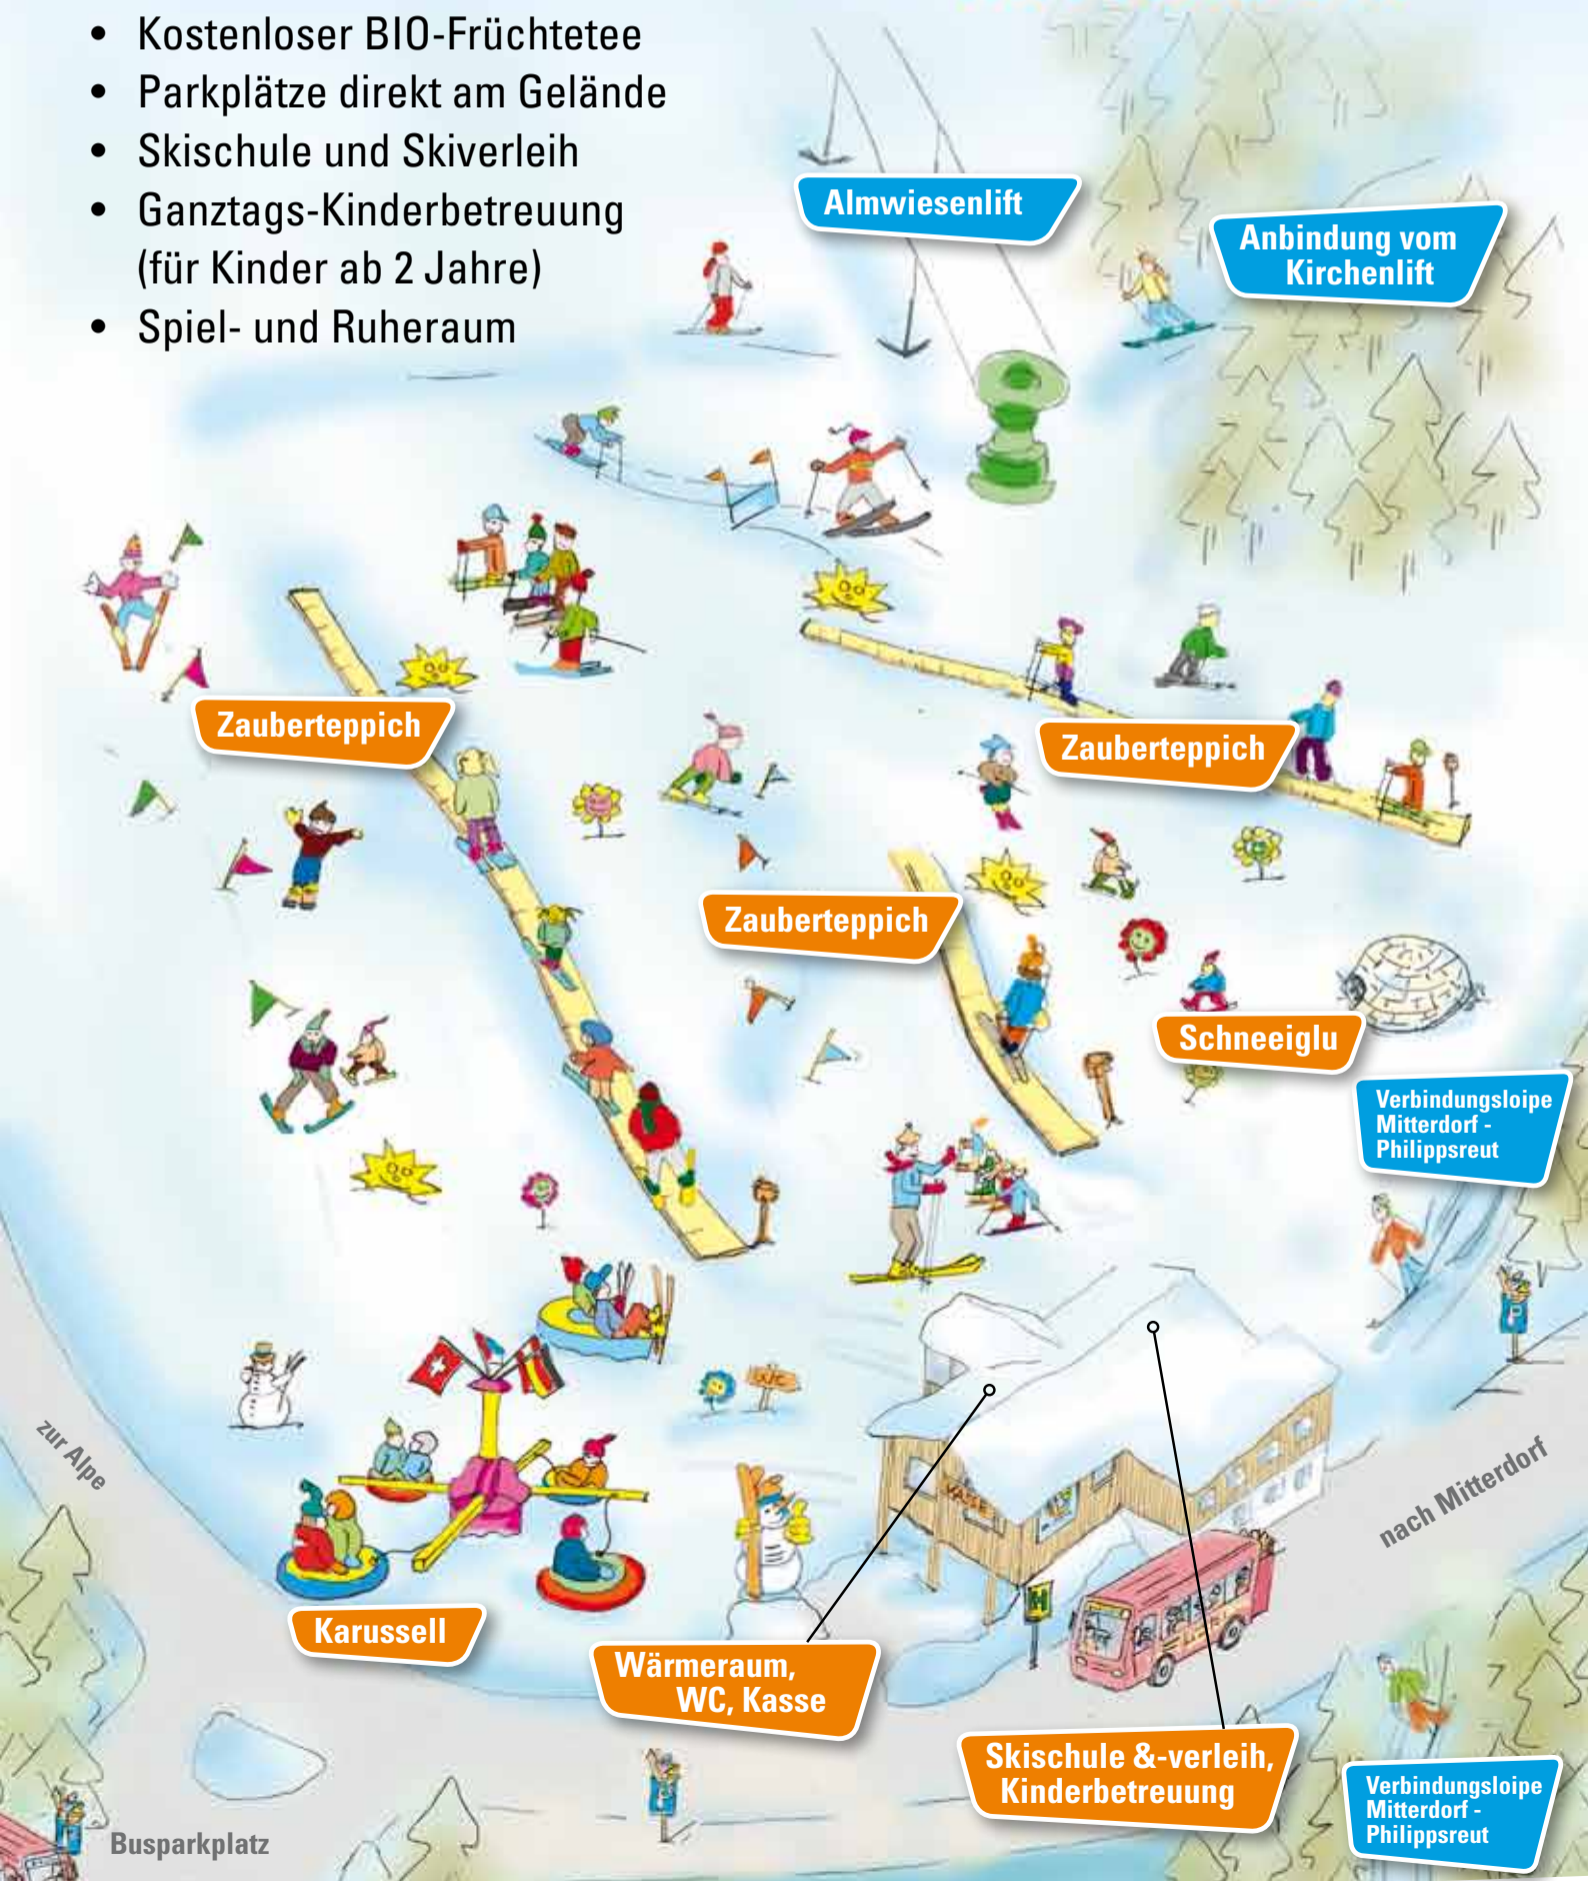 • Kostenloser BIO-Früchtetee
• Parkplätze direkt am Gelände
• Skischule und Skiverleih
• Ganztags-Kinderbetreuung
(für Kinder ab 2 Jahre)
• Spiel- und Ruheraum
Almwiesenlift
Anbindung vom
Kirchenlift
Zauberteppich
Zauberteppich
Zauberteppich
Schneeiglu
Verbindungsloipe
Mitterdorf -
Philippsreut
P
WC
KASSE
zur Alpe
nach Mitterdorf
H
Karussell
Wärmeraum,
WC, Kasse
Skischule &-verleih,
Kinderbetreuung
Verbindungsloipe
Mitterdorf -
Philippsreut
P
P
Busparkplatz